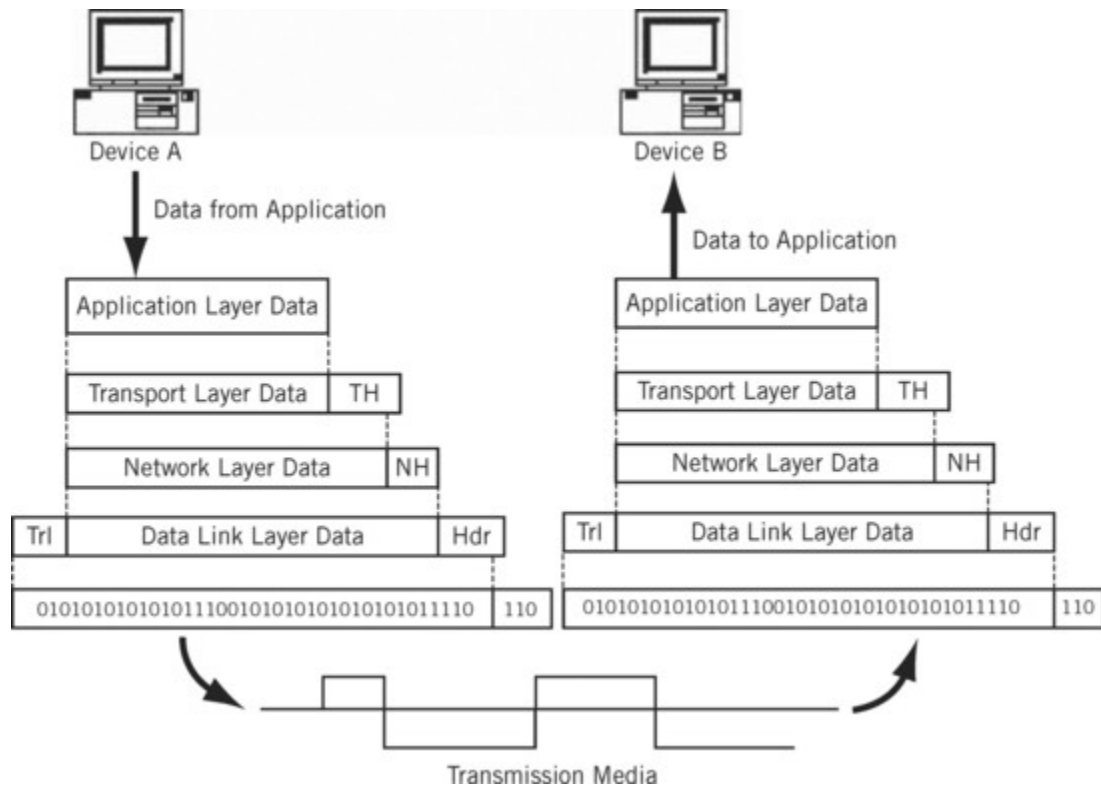 Device A
Device B
Data from Application
Data to Application
Application Layer Data
Application Layer Data
Transport Layer Data TH
Transport Layer Data TH
Network Layer Data NH
Network Layer Data NH
Trl Data Link Layer Data Hdr
Trl Data Link Layer Data Hdr
0101010101010111001010101010101011110 110
0101010101010111001010101010101011110 110
Transmission Media